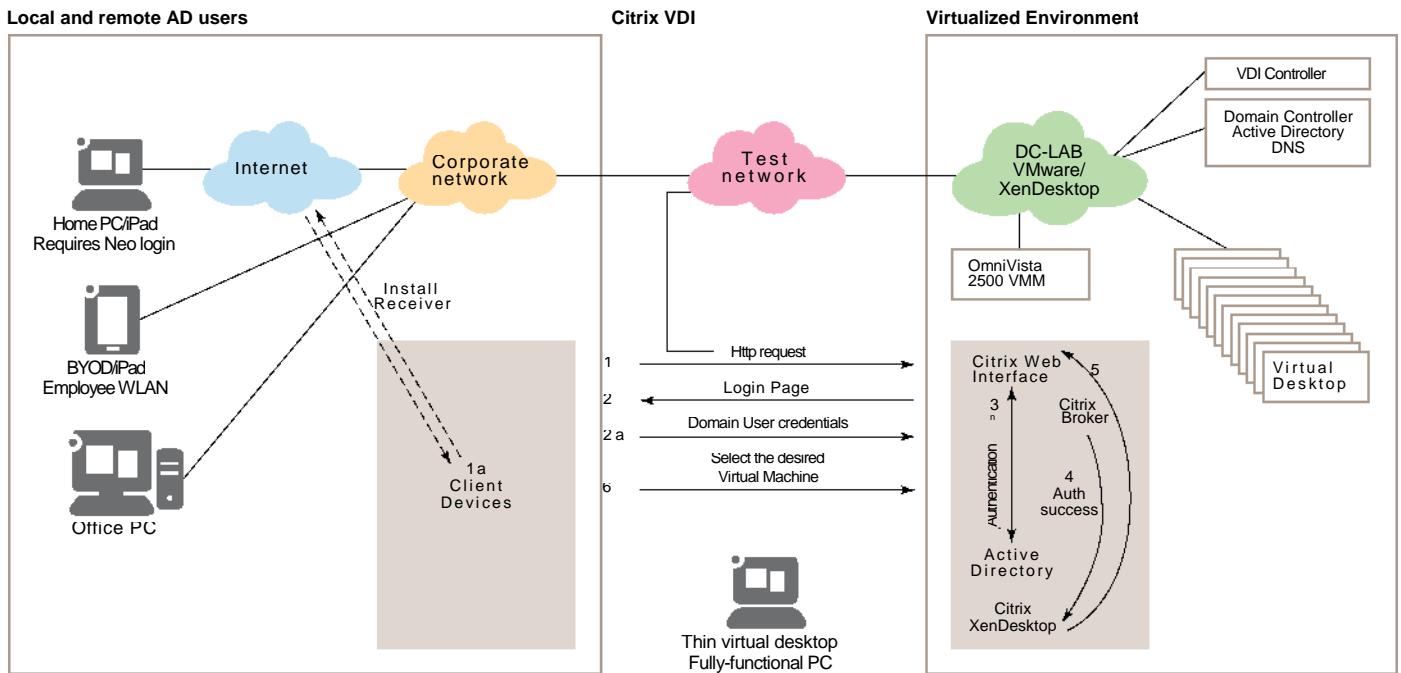 Local and remote AD users
Citrix VDI
Virtualized Environment
VDI Controller
Domain Controller
Active Directory
DNS
Internet
Corporate
network
Test
network
DC-LAB
VMware/
XenDesktop
Home PC/iPad
Requires Neo login
OmniVista
2500 VMM
Install
Receiver
BYOD/iPad
Employee WLAN
Virtual
Desktop
1
Http request
2
Login Page
2a
Domain User credentials
Select the desired
Virtual Machine
6
1a
Client
Devices
Office PC
Citrix Web
Interface
5
3
n
Citrix
Broker
Authentication
4
Auth
success
Active
Directory
Citrix
XenDesktop
Thin virtual desktop
Fully-functional PC